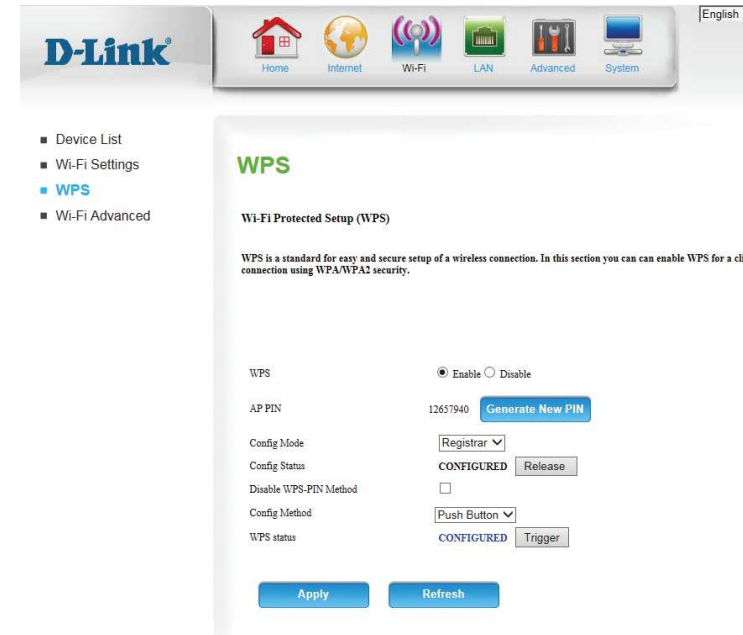 English
D-Link®
Home Internet Wi-Fi LAN Advanced System
Device List
Wi-Fi Settings
WPS
Wi-Fi Advanced
WPS
Wi-Fi Protected Setup (WPS)
WPS is a standard for easy and secure setup of a wireless connection. In this section you can can enable WPS for a cli
connection using WPA/WPA2 security.
WPS Enable Disable
AP PIN 12657940 Generate New PIN
Config Mode Registrar
Config Status CONFIGURED Release
Disable WPS-PIN Method
Config Method Push Button
WPS status CONFIGURED Trigger
Apply Refresh